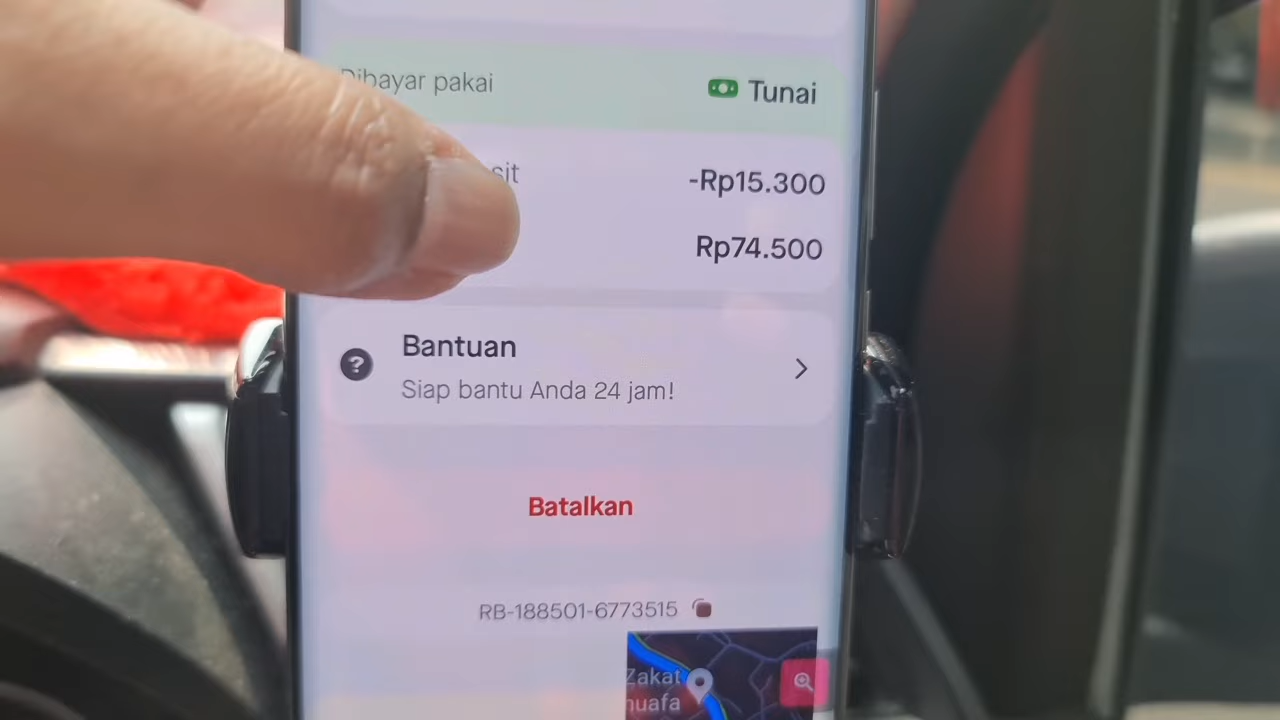 Dibayar pakai
Tunai
-Rp15.300
Rp74.500
Bantuan
Siap bantu Anda 24 jam!
Batalkan
RB-188501-6773515
Zakat